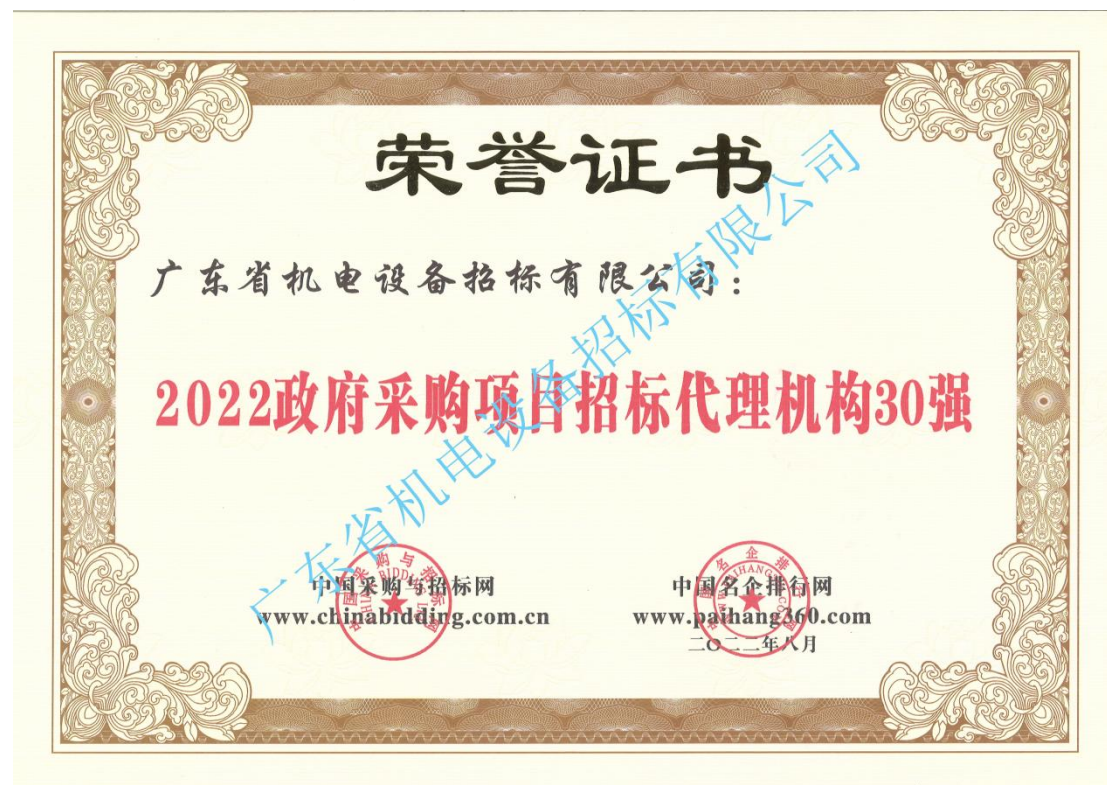 荣誉证书
广东省机电设备招标有限公司：
2022政府采购项目招标代理机构30强
中国采购与招标网
www.chinabidding.com.cn
中国名企排行网
www.paihang360.com
二〇二二年八月
广东省机电设备招标有限公司